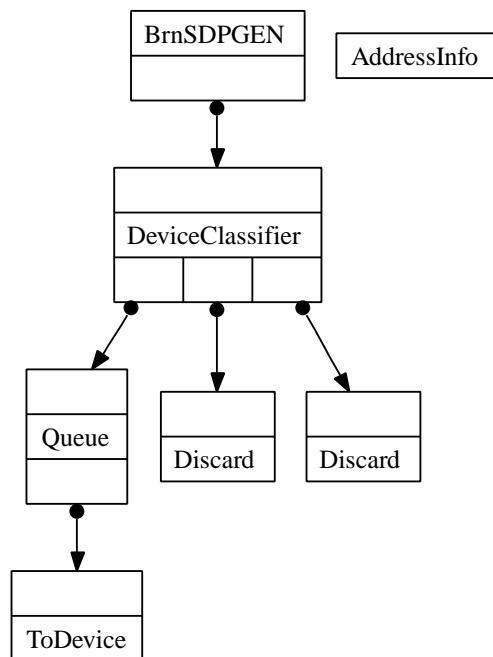 BrnSDPGEN
AddressInfo
DeviceClassifier
Queue
Discard
Discard
ToDevice